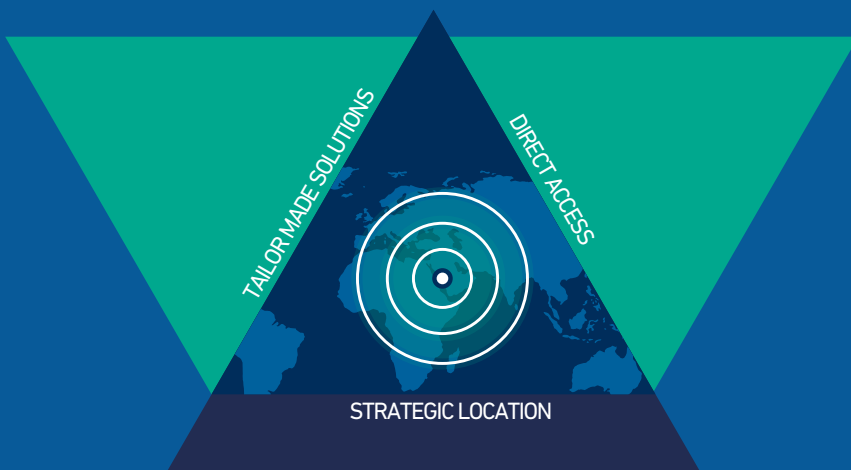 TAILOR MADE SOLUTIONS
DIRECT ACCESS
STRATEGIC LOCATION